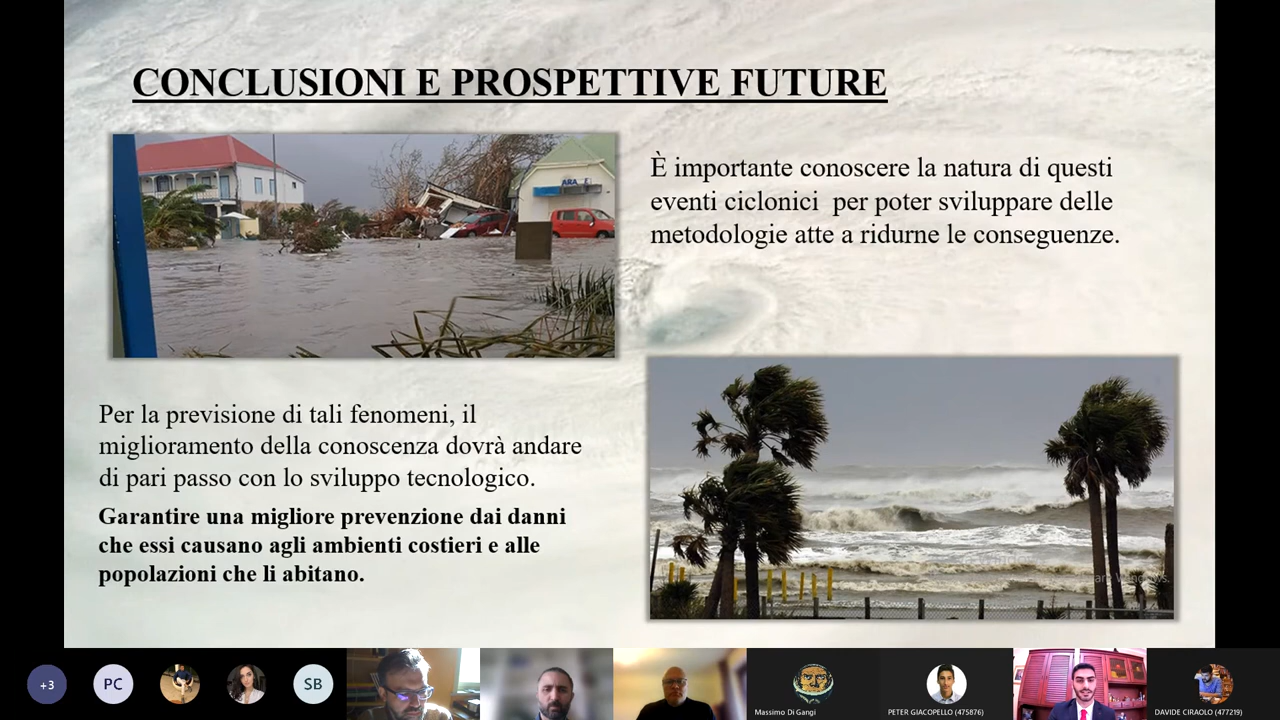 CONCLUSIONI E PROSPETTIVE FUTURE
ARA
È importante conoscere la natura di questi
eventi ciclonici  per poter sviluppare delle
metodologie atte a ridurne le conseguenze.
Per la previsione di tali fenomeni, il
miglioramento della conoscenza dovrà andare
di pari passo con lo sviluppo tecnologico.
Garantire una migliore prevenzione dai danni
che essi causano agli ambienti costieri e alle
popolazioni che li abitano.
+3
PC
SB
Massimo Di Gangi
PETER GIACOPELLO (475876)
DAVIDE CIRAOLO (477219)